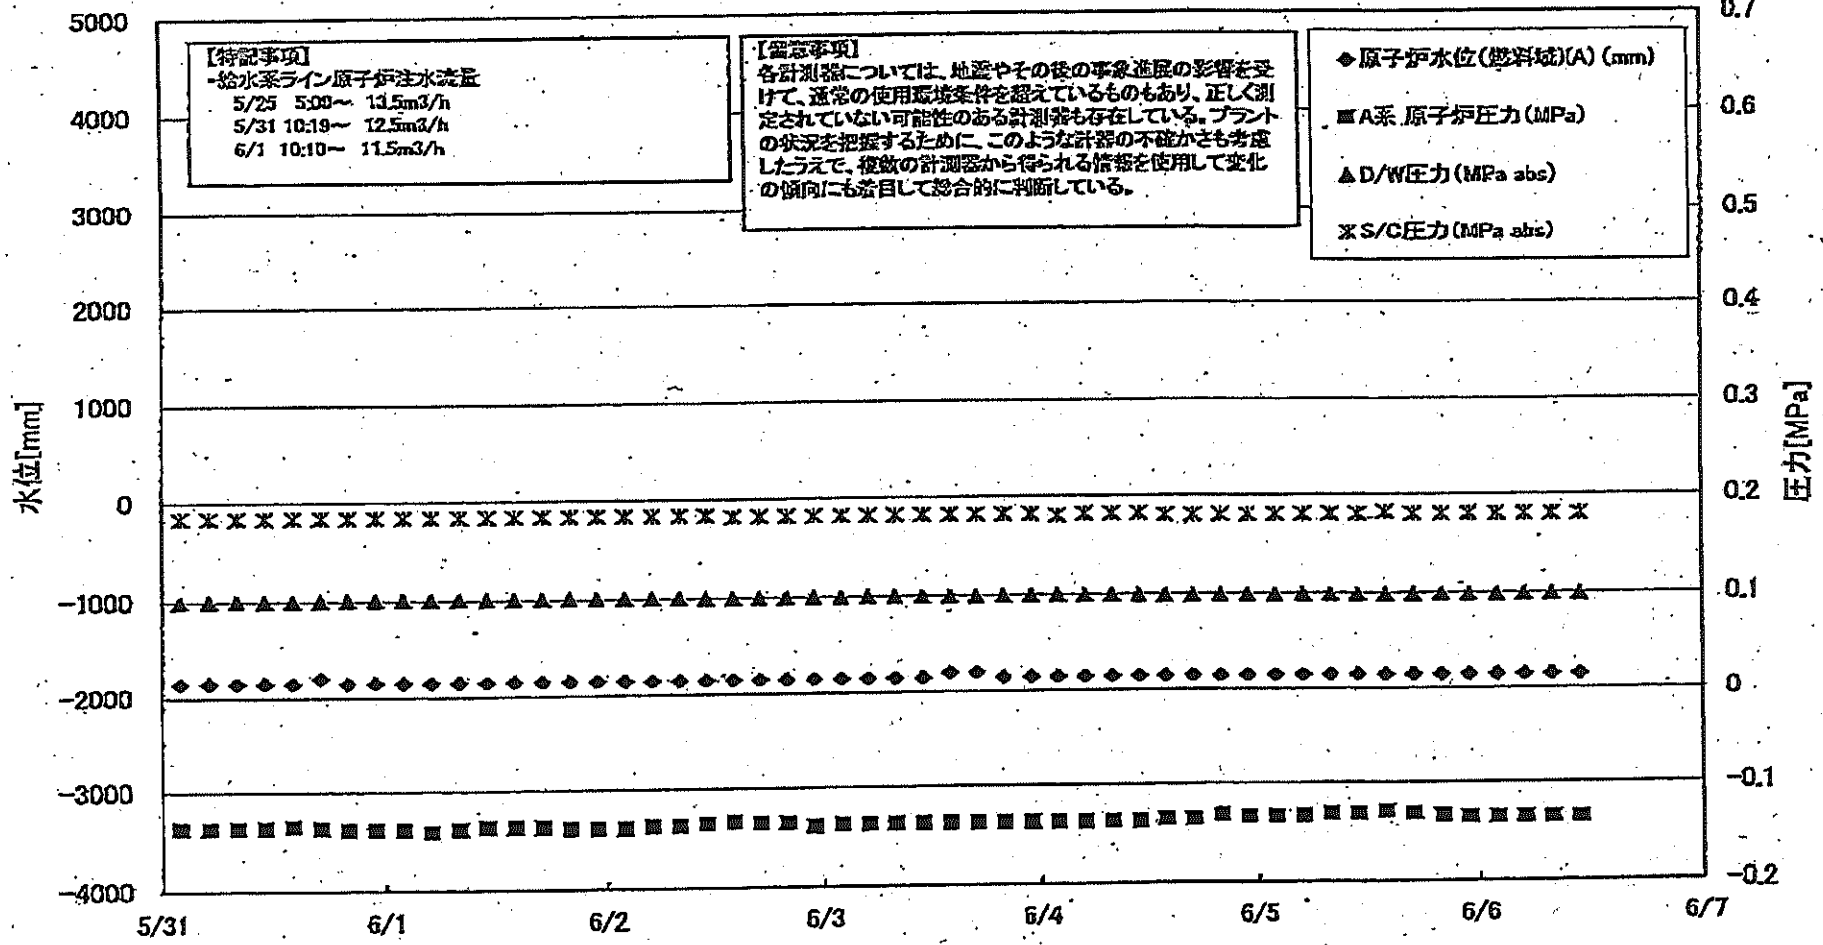 5000
4000
3000
2000
1000
0
-1000
-2000
-3000
-4000
水位[mm]
【特記事項】
・給水系ライン原子炉注水流量
5/25 5:00～ 13.5m3/h
5/31 10:19～ 12.5m3/h
6/1 10:10～ 11.5m3/h
【留意事項】
各計測器については、地震やその後の事象進展の影響を受
けて、通常の使用環境条件を超えているものもあり、正しく測
定されていない可能性のある計測器も存在している。プラント
の状況を把握するために、このような計器の不確かさも考慮
したうえで、複数の計測器から得られる情報を使用して変化
の傾向にも着目して総合的に判断している。
◆原子炉水位(燃料域)(A) (mm)
■A系 原子炉圧力(MPa)
▲D/W圧力(MPa abs)
S/C圧力(MPa abs)
0.7
0.6
0.5
0.4
0.3
0.2
0.1
0
-0.1
-0.2
圧力[MPa]
5/31
6/1
6/2
6/3
6/4
6/5
6/6
6/7